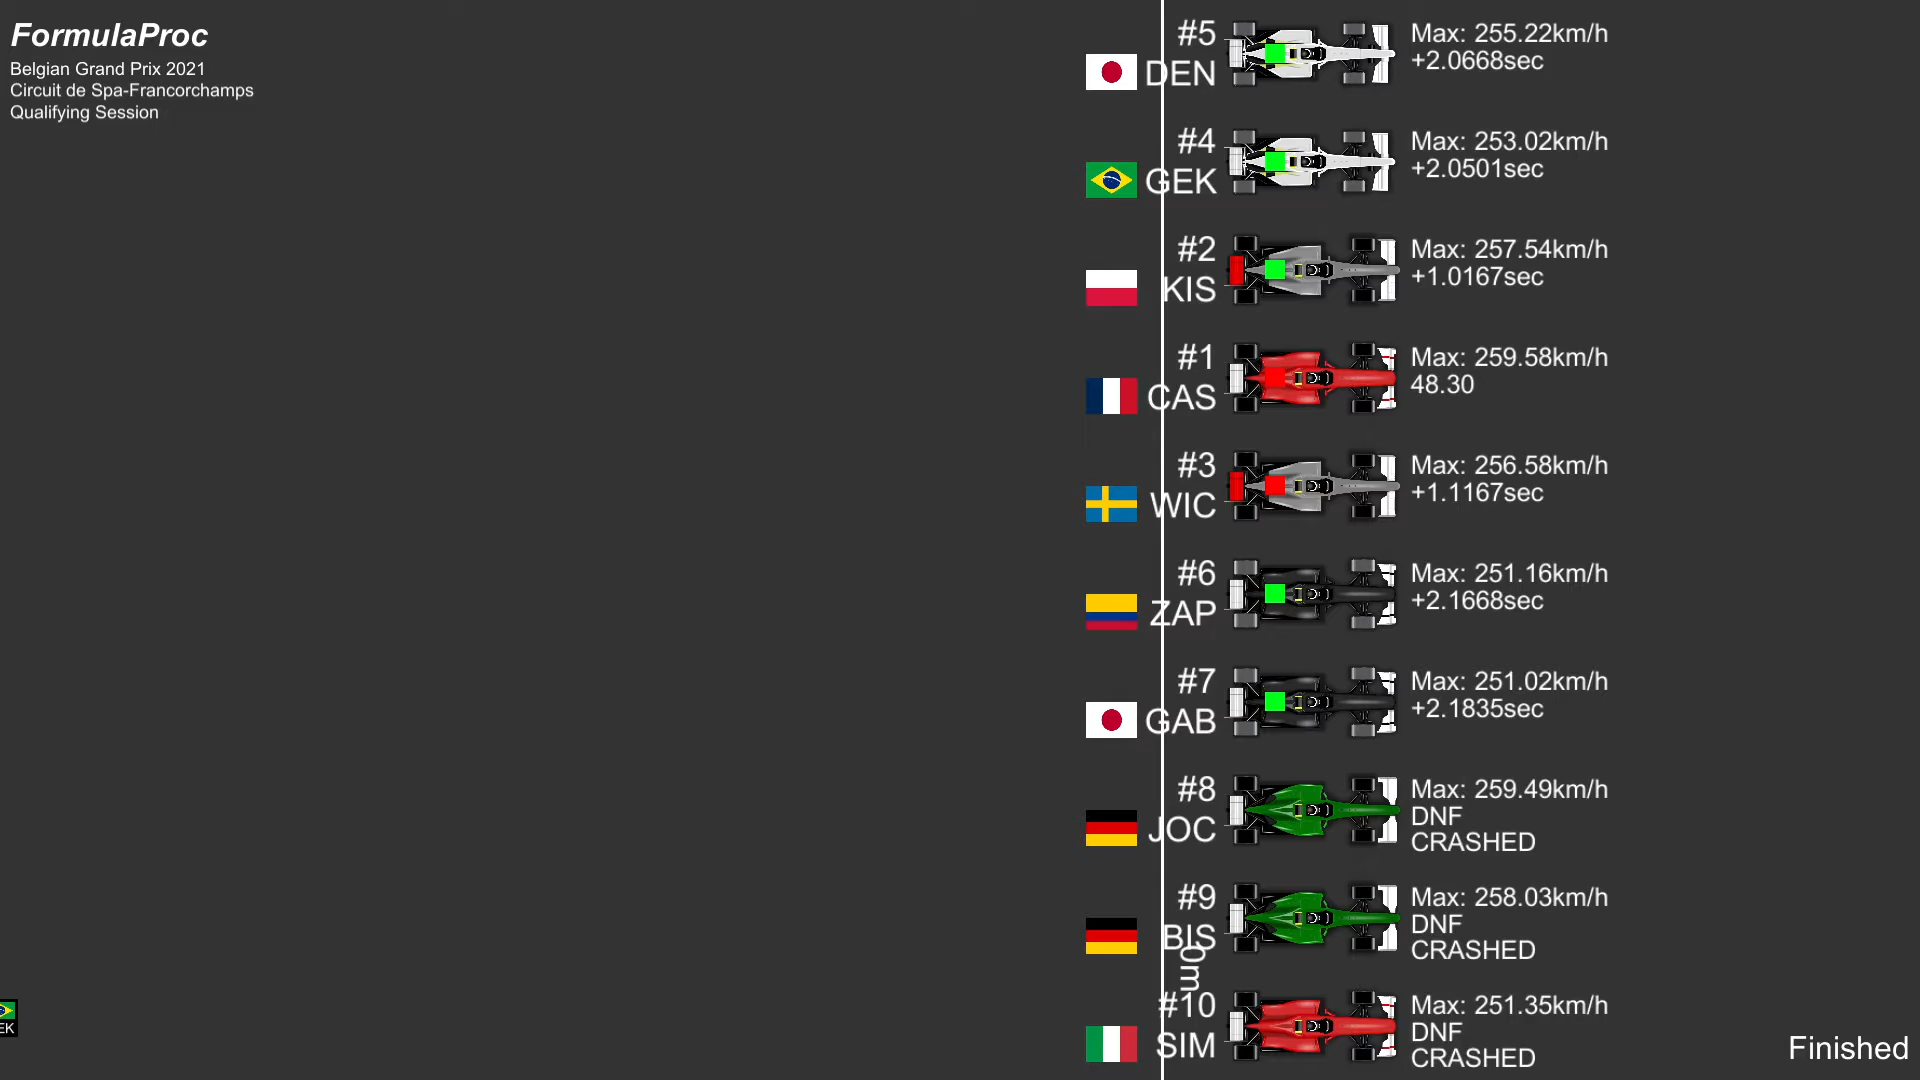 FormulaProc
Belgian Grand Prix 2021
Circuit de Spa-Francorchamps
Qualifying Session
#5
DEN
Max: 255.22km/h
+2.0668sec
#4
GEK
Max: 253.02km/h
+2.0501sec
#2
KIS
Max: 257.54km/h
+1.0167sec
#1
CAS
Max: 259.58km/h
48.30
#3
WIC
Max: 256.58km/h
+1.1167sec
#6
ZAP
Max: 251.16km/h
+2.1668sec
#7
GAB
Max: 251.02km/h
+2.1835sec
#8
JOC
Max: 259.49km/h
DNF
CRASHED
#9
BIS
Max: 258.03km/h
DNF
CRASHED
0m
#10
SIM
Max: 251.35km/h
DNF
CRASHED
EK
Finished